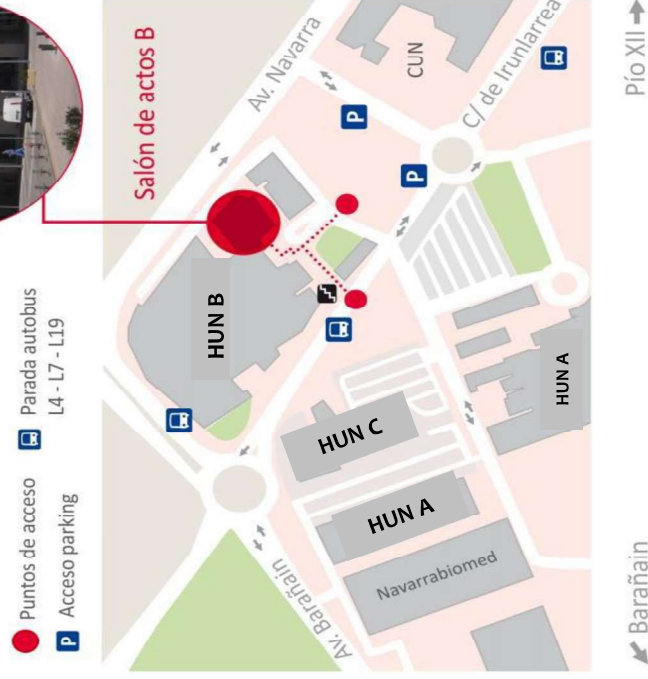 Puntos de acceso
Parada autobus
L4 - L7 - L19
P Acceso parking
Salón de actos B
Av. Navarra
CUN
P
C/ de Irunlarrea
P
HUN B
HUN C
HUN A
HUN A
Navarrabiomed
Av. Barañain
Barañain
Pío XII